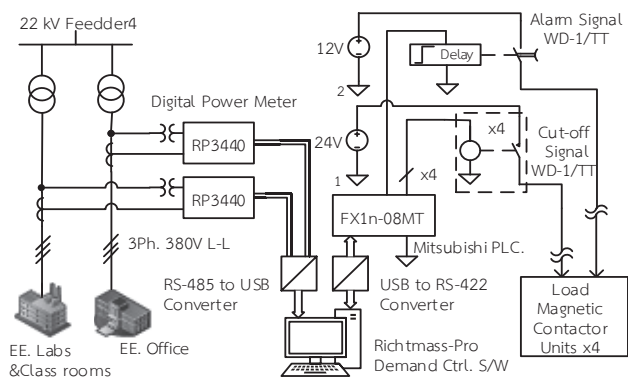 22 kV Feedder4
Digital Power Meter
RP3440
RP3440
3Ph. 380V L-L
RS-485 to USB
Converter
EE. Labs
&Class rooms
EE. Office
12V
2
24V
1
Delay
Alarm Signal
WD-1/TT
x4
Cut-off
Signal
WD-1/TT
x4
FX1n-08MT
Mitsubishi PLC.
USB to RS-422
Converter
Richtmass-Pro
Demand Ctrl. S/W
Load
Magnetic
Contactor
Units x4